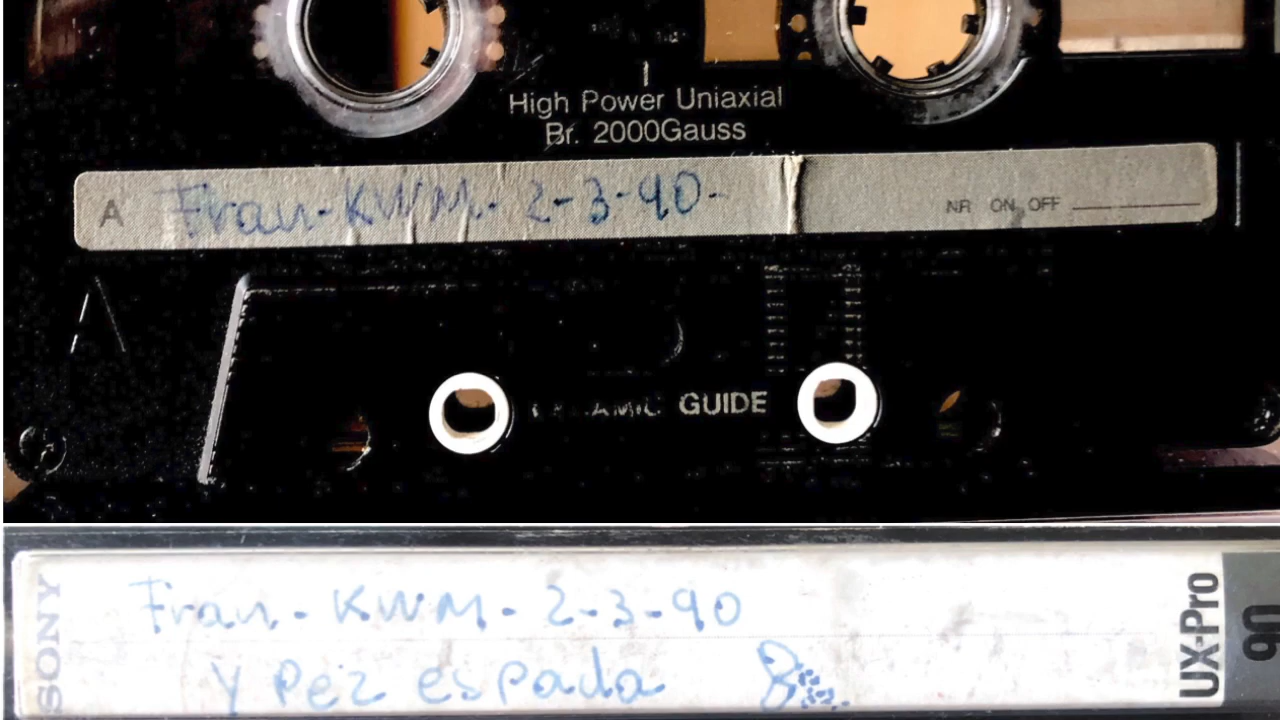 High Power Uniaxial
Br. 2000Gauss
A Fran-KWM- 2-3-90-
NR ON OFF
A
GUIDE
SONY
Fran-KWM-2-3-90
y Pez espada
UX-Pro
90